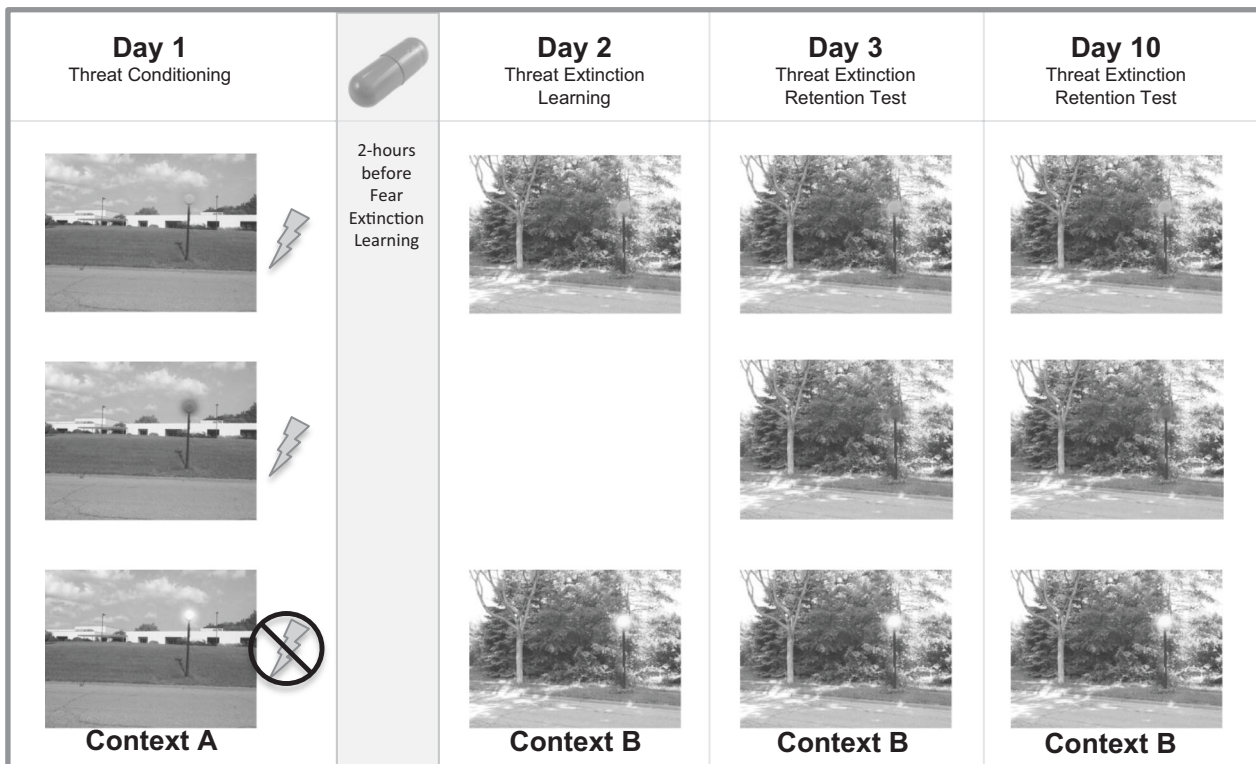 Day 1
Threat Conditioning
2-hours
before
Fear
Extinction
Learning
Day 2
Threat Extinction
Learning
Day 3
Threat Extinction
Retention Test
Day 10
Threat Extinction
Retention Test
Context A
Context B
Context B
Context B